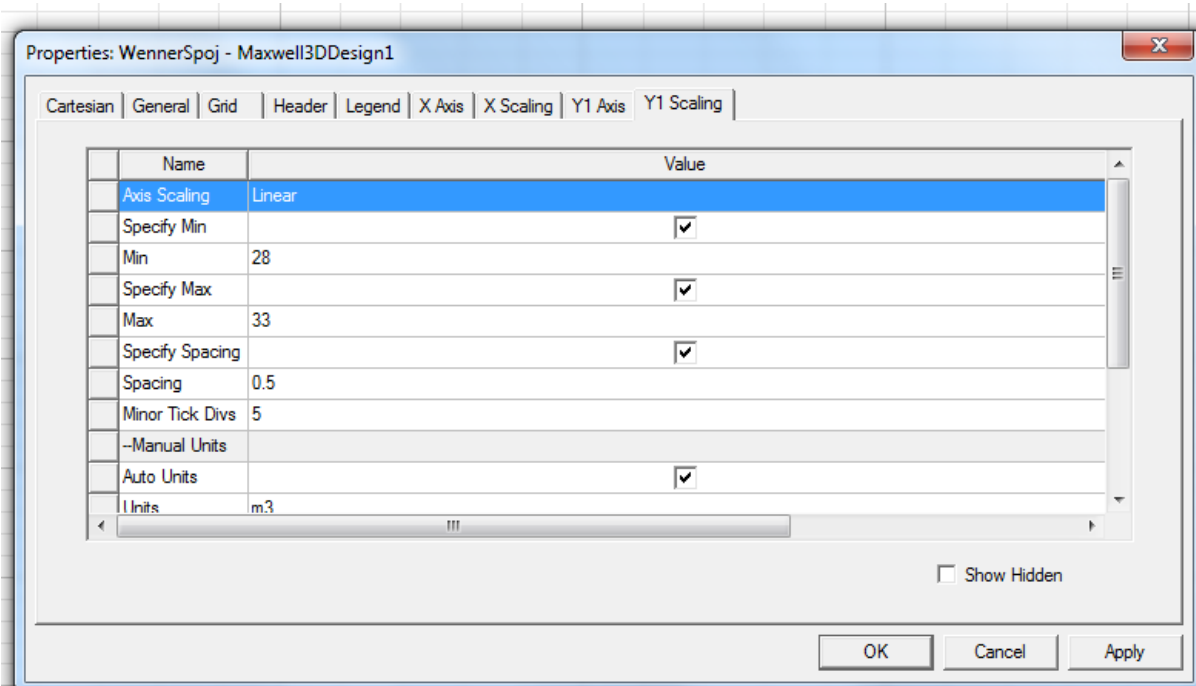 Properties: WennerSpoj - Maxwell3DDesign1
Cartesian General Grid Header Legend X Axis X Scaling Y1 Axis Y1 Scaling
Name Value
Axis Scaling Linear
Specify Min
Min 28
Specify Max
Max 33
Specify Spacing
Spacing 0.5
Minor Tick Divs 5
--Manual Units
Auto Units
Units m3
Show Hidden
OK Cancel Apply